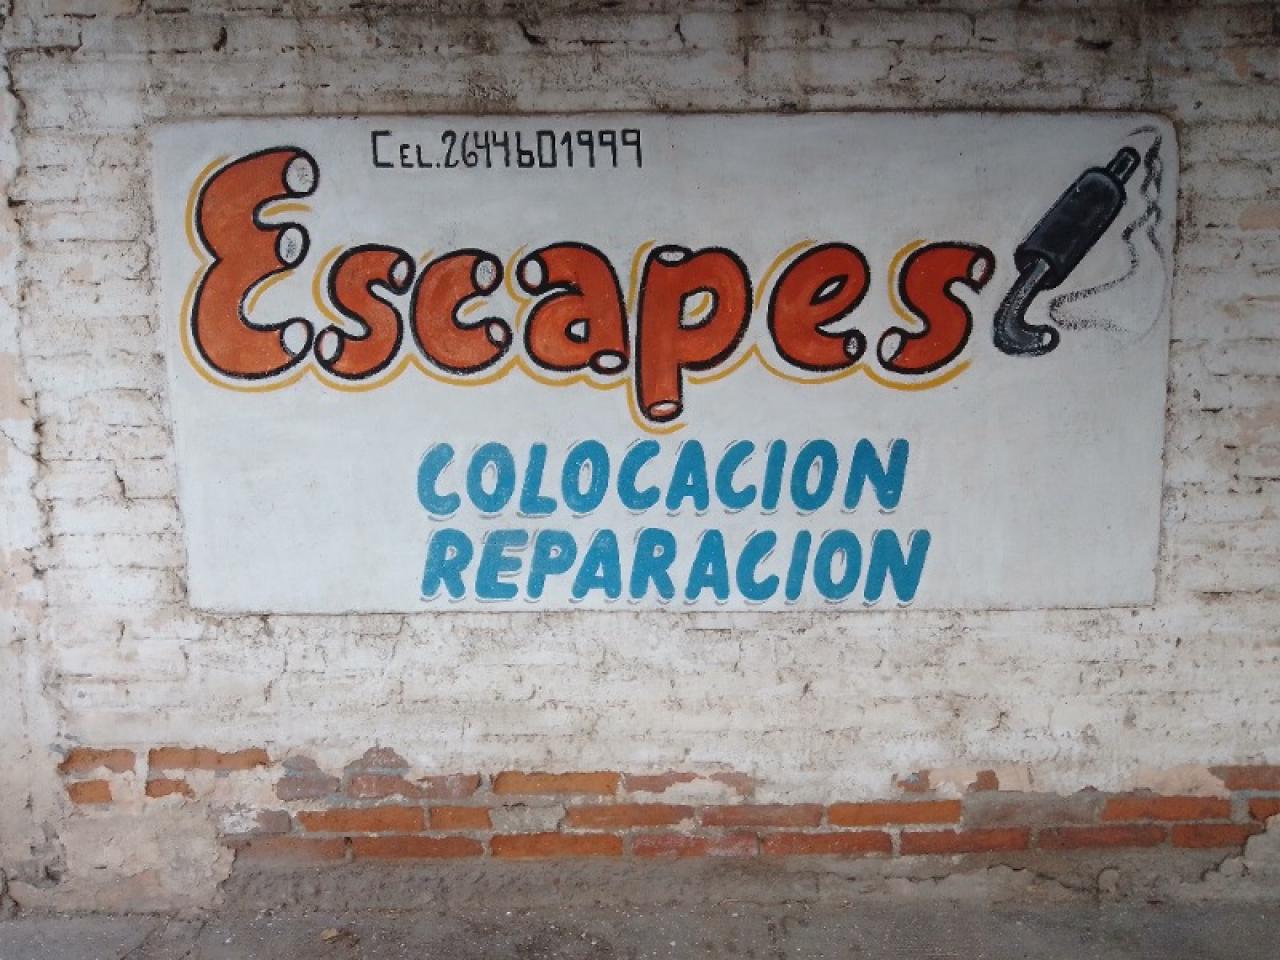 CEL.2644601999
Escapes
COLOCACION
REPARACION